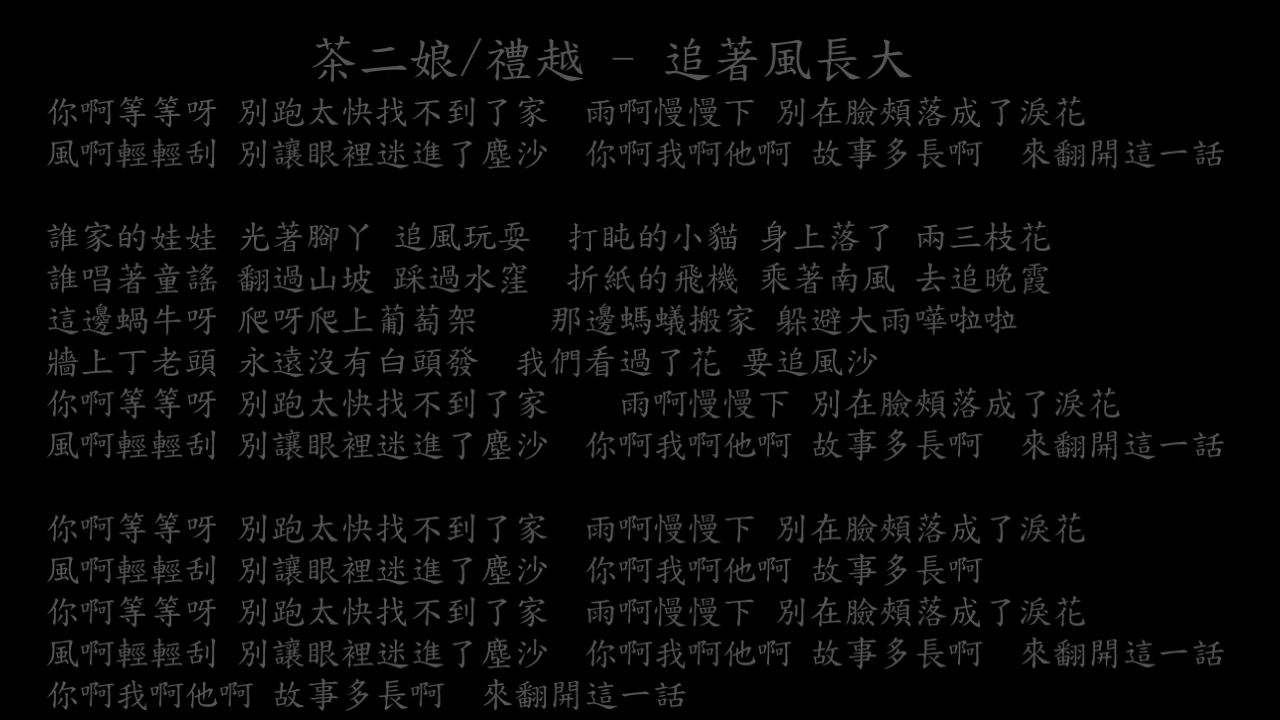 茶二娘/禮越 - 追著風長大
你啊等等呀 別跑太快找不到了家　雨啊慢慢下 別在臉頰落成了淚花
風啊輕輕刮 別讓眼裡迷進了塵沙　你啊我啊他啊 故事多長啊　來翻開這一話
誰家的娃娃 光著腳丫 追風玩耍　打盹的小貓 身上落了 兩三枝花
誰唱著童謠 翻過山坡 踩過水窪　折紙的飛機 乘著南風 去追晚霞
這邊蝸牛呀 爬呀爬上葡萄架　　那邊螞蟻搬家 躲避大雨嘩啦啦
牆上丁老頭 永遠沒有白頭發　我們看過了花 要追風沙
你啊等等呀 別跑太快找不到了家　　雨啊慢慢下 別在臉頰落成了淚花
風啊輕輕刮 別讓眼裡迷進了塵沙　你啊我啊他啊 故事多長啊　來翻開這一話
你啊等等呀 別跑太快找不到了家　雨啊慢慢下 別在臉頰落成了淚花
風啊輕輕刮 別讓眼裡迷進了塵沙　你啊我啊他啊 故事多長啊
你啊等等呀 別跑太快找不到了家　雨啊慢慢下 別在臉頰落成了淚花
風啊輕輕刮 別讓眼裡迷進了塵沙　你啊我啊他啊 故事多長啊　來翻開這一話
你啊我啊他啊 故事多長啊　來翻開這一話